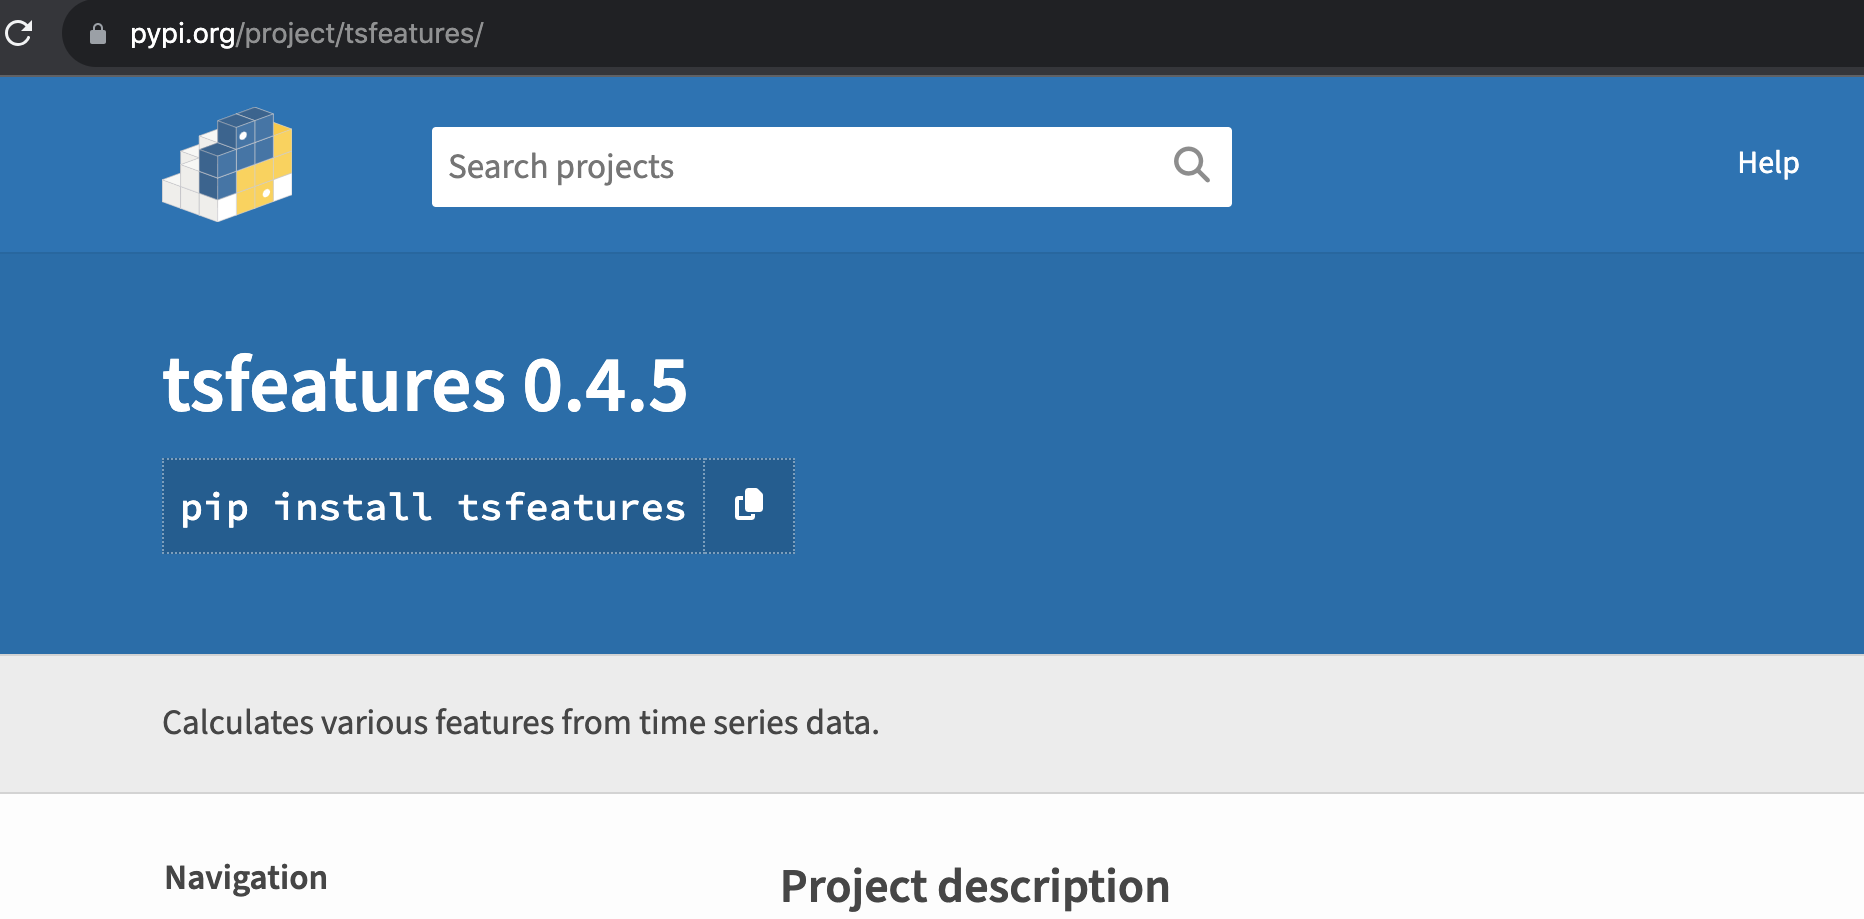 pypi.org/project/tsfeatures/
Search projects
Help
tsfeatures 0.4.5
pip install tsfeatures
Calculates various features from time series data.
Navigation
Project description